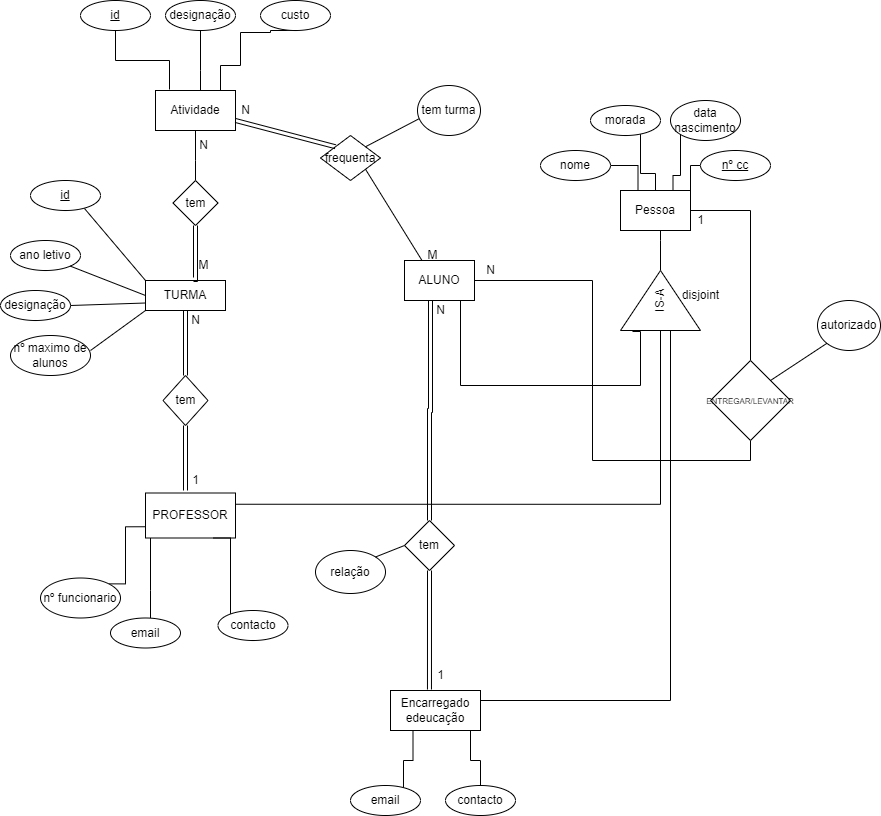 id
designação
custo
Atividade
N
N
tem turma
frequenta
morada
data
nascimento
nome
nº cc
Pessoa
1
id
tem
ano letivo
M
TURMA
designação
N
nº maximo de
alunos
M
ALUNO
N
N
IS-A
disjoint
autorizado
tem
ENTREGAR/LEVANTAR
1
PROFESSOR
tem
relação
nº funcionario
email
contacto
1
Encarregado
edeucação
email
contacto